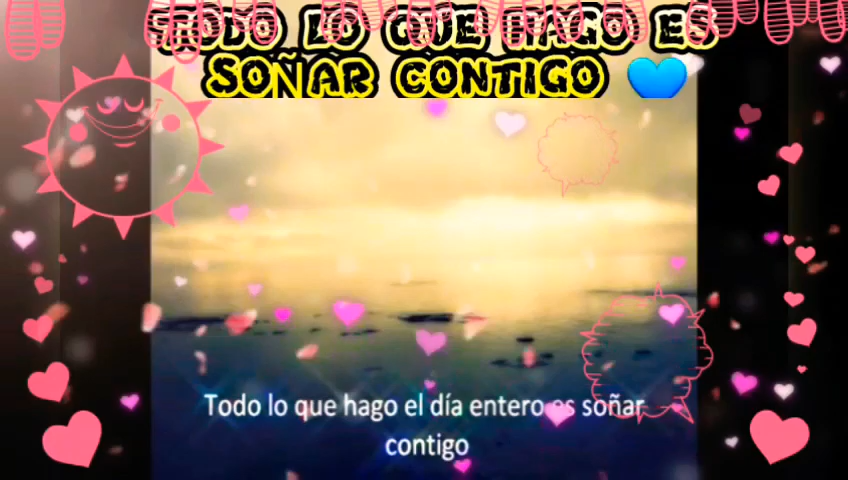 TODO LO QUE HAGO ES
SOÑAR CONTIGO 💙
Todo lo que hago el día entero es soñar
contigo